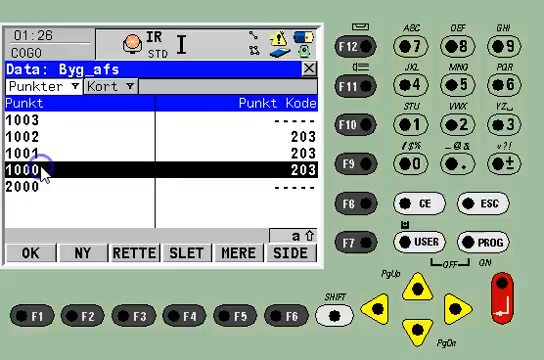 01:26
COGO
IR
STD
I
Data: Byg_afs
Punkter Kort
Punkt Punkt Kode
1003 -----
1002 203
1001 203
1000 203
2000 -----
a
OK NY RETTE SLET MERE SIDE
F1 F2 F3 F4 F5 F6
SHIFT
F12
F11
F10
F9
F8
F7
ABC DEF GHI
7 8 9
JKL MNO PQR
4 5 6
STU VWX YZ_
1 2 3
/$% _@& «?!
0 . ±
CE ESC
USER PROG
OFF ON
PgUp
PgDn